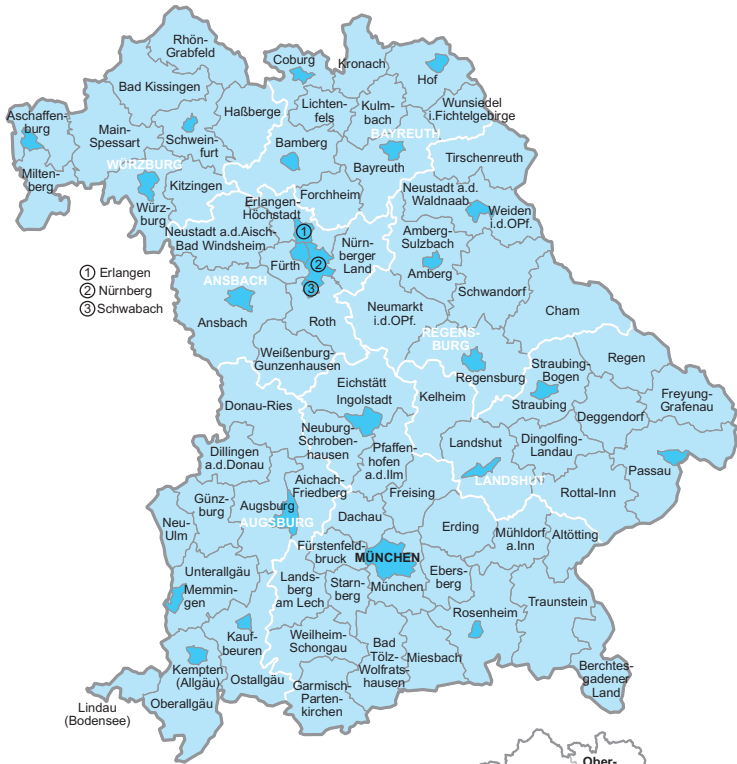 Rhön-
Grabfeld
Coburg
Kronach
Hof
Bad Kissingen
Haßberge
Lichten-
fels
Kulm-
bach
Wunsiedel
i.Fichtelgebirge
Aschaffen-
burg
Main-
Spessart
Schwein-
furt
BAYREUTH
Bamberg
Bayreuth
Tirschenreuth
WÜRZBURG
Milten-
berg
Kitzingen
Würz-
burg
Forchheim
Neustadt a.d.
Waldnaab
Erlangen-
Höchstadt
Weiden
i.d.OPf.
Neustadt a.d.Aisch-
Bad Windsheim
1
Nürn-
berger
Land
Amberg-
Sulzbach
Amberg
Fürth
2
1 Erlangen
2 Nürnberg
3 Schwabach
ANSBACH
3
Schwandorf
Cham
Ansbach
Roth
Neumarkt
i.d.OPf.
REGENS-
BURG
Regensburg
Weißenburg-
Gunzenhausen
Straubing-
Bogen
Straubing
Regen
Eichstätt
Ingolstadt
Kelheim
Freyung-
Grafenau
Donau-Ries
Deggendorf
Neuburg-
Schroben-
hausen
Pfaffen-
hofen
a.d.Ilm
Landshut
Dingolfing-
Landau
Dillingen
a.d.Donau
Passau
LANDSHUT
Aichach-
Friedberg
Freising
Rottal-Inn
Günz-
burg
Augsburg
AUGSBURG
Dachau
Neu-
Ulm
Erding
Mühldorf
a.Inn
Altötting
Fürstenfeld-
bruck
MÜNCHEN
München
Unterallgäu
Memmin-
gen
Lands-
berg
am Lech
Starn-
berg
Ebers-
berg
Traunstein
Rosenheim
Kauf-
beuren
Weilheim-
Schongau
Bad
Tölz-
Wolfrats-
hausen
Miesbach
Berchtes-
gadener
Land
Kempten
(Allgäu)
Ostallgäu
Garmisch-
Parten-
kirchen
Oberallgäu
Lindau
(Bodensee)
Ober-